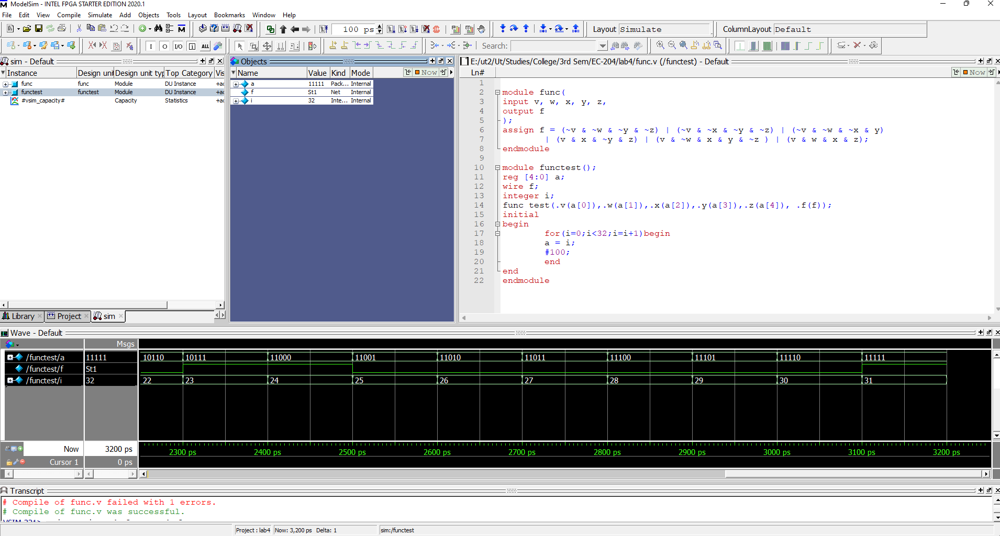 ModelSim - INTEL FPGA STARTER EDITION 2020.1
File Edit View Compile Simulate Add Objects Tools Layout Bookmarks Window Help
100 ps
Layout Simulate
ColumnLayout Default
I O I/O ALL
Search:
sim - Default
Instance Design unit Design unit typ Top Category Vis
func func Module DU Instance +ac
functest functest Module DU Instance +ac
#vsim_capacity# Capacity Statistics +ac
Library Project sim
Objects
Name Value Kind Mode Now
a 11111 Pack... Internal
f St1 Net Internal
i 32 Inte... Internal
E:/ut2/Ut/Studies/College/3rd Sem/EC-204/lab4/func.v (/functest) - Default
Ln# Now
1
2 module func(
3 input v, w, x, y, z,
4 output f
5 );
6 assign f = (~v & ~w & ~y & ~z) | (~v & ~x & ~y & ~z) | (~v & ~w & ~x & y)
7 | (v & x & ~y & z) | (v & ~w & x & y & ~z ) | (v & w & x & z);
8 endmodule
9
10 module functest();
11 reg [4:0] a;
12 wire f;
13 integer i;
14 func test(.v(a[0]),.w(a[1]),.x(a[2]),.y(a[3]),.z(a[4]), .f(f));
15 initial
16 begin
17 for(i=0;i<32;i=i+1)begin
18 a = i;
19 #100;
20 end
21 end
22 endmodule
Wave - Default
Msgs
/functest/a 11111 10110 10111 11000 11001 11010 11011 11100 11101 11110 11111
/functest/f St1
/functest/i 32 22 23 24 25 26 27 28 29 30 31
Now 3200 ps 2300 ps 2400 ps 2500 ps 2600 ps 2700 ps 2800 ps 2900 ps 3000 ps 3100 ps 3200 ps
Cursor 1 0 ps
Transcript
# Compile of func.v failed with 1 errors.
# Compile of func.v was successful.
Project : lab4 Now: 3,200 ps Delta: 1 sim:/functest